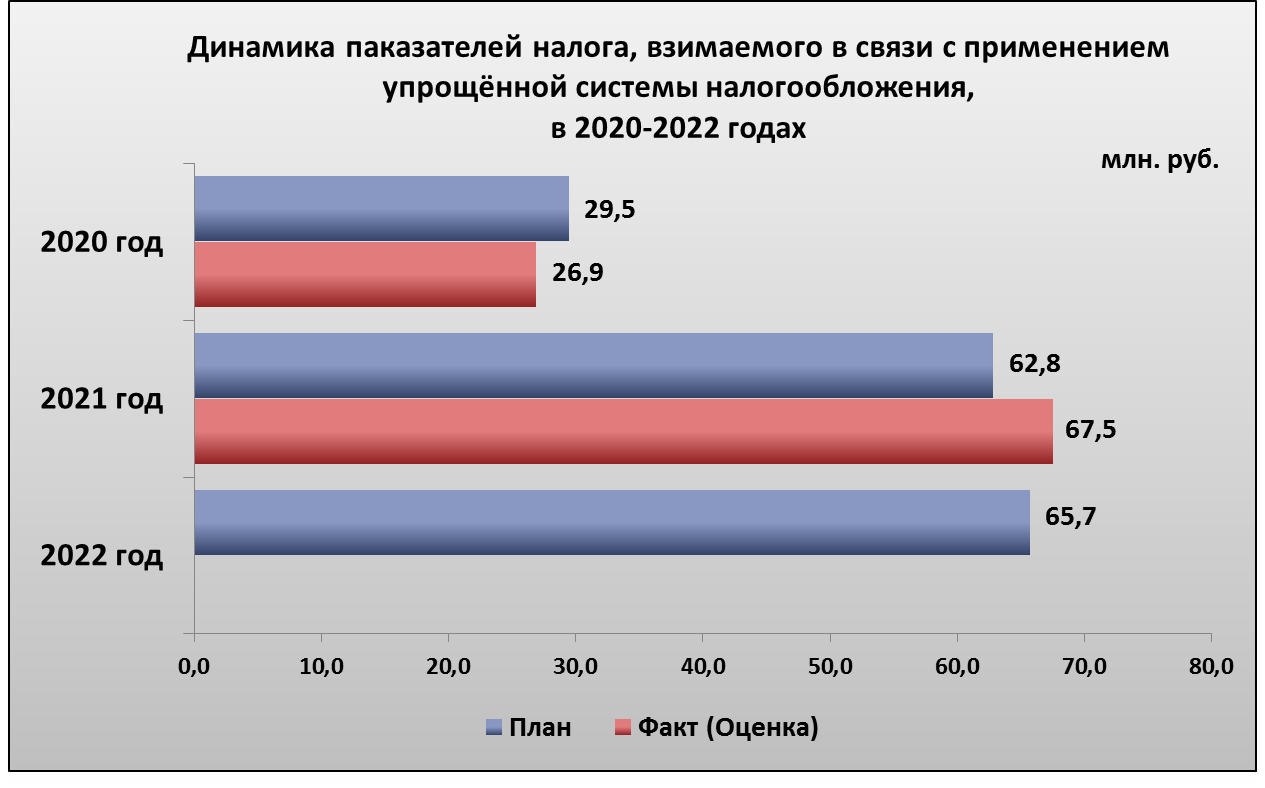 Динамика паказателей налога, взимаемого в связи с применением
упрощённой системы налогообложения,
в 2020-2022 годах
млн. руб.
2020 год
29,5
26,9
2021 год
62,8
67,5
2022 год
65,7
0,0 10,0 20,0 30,0 40,0 50,0 60,0 70,0 80,0
План Факт (Оценка)